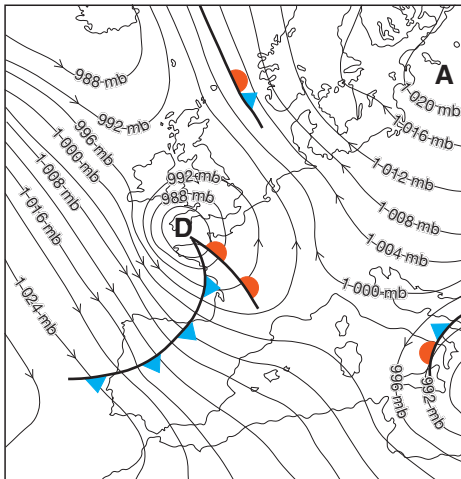 988 mb
992 mb
996 mb
1 000 mb
1 008 mb
1 016 mb
1 024 mb
992 mb
988 mb
D
A
1 020 mb
1 016 mb
1 012 mb
1 008 mb
1 004 mb
1 000 mb
996 mb
992 mb